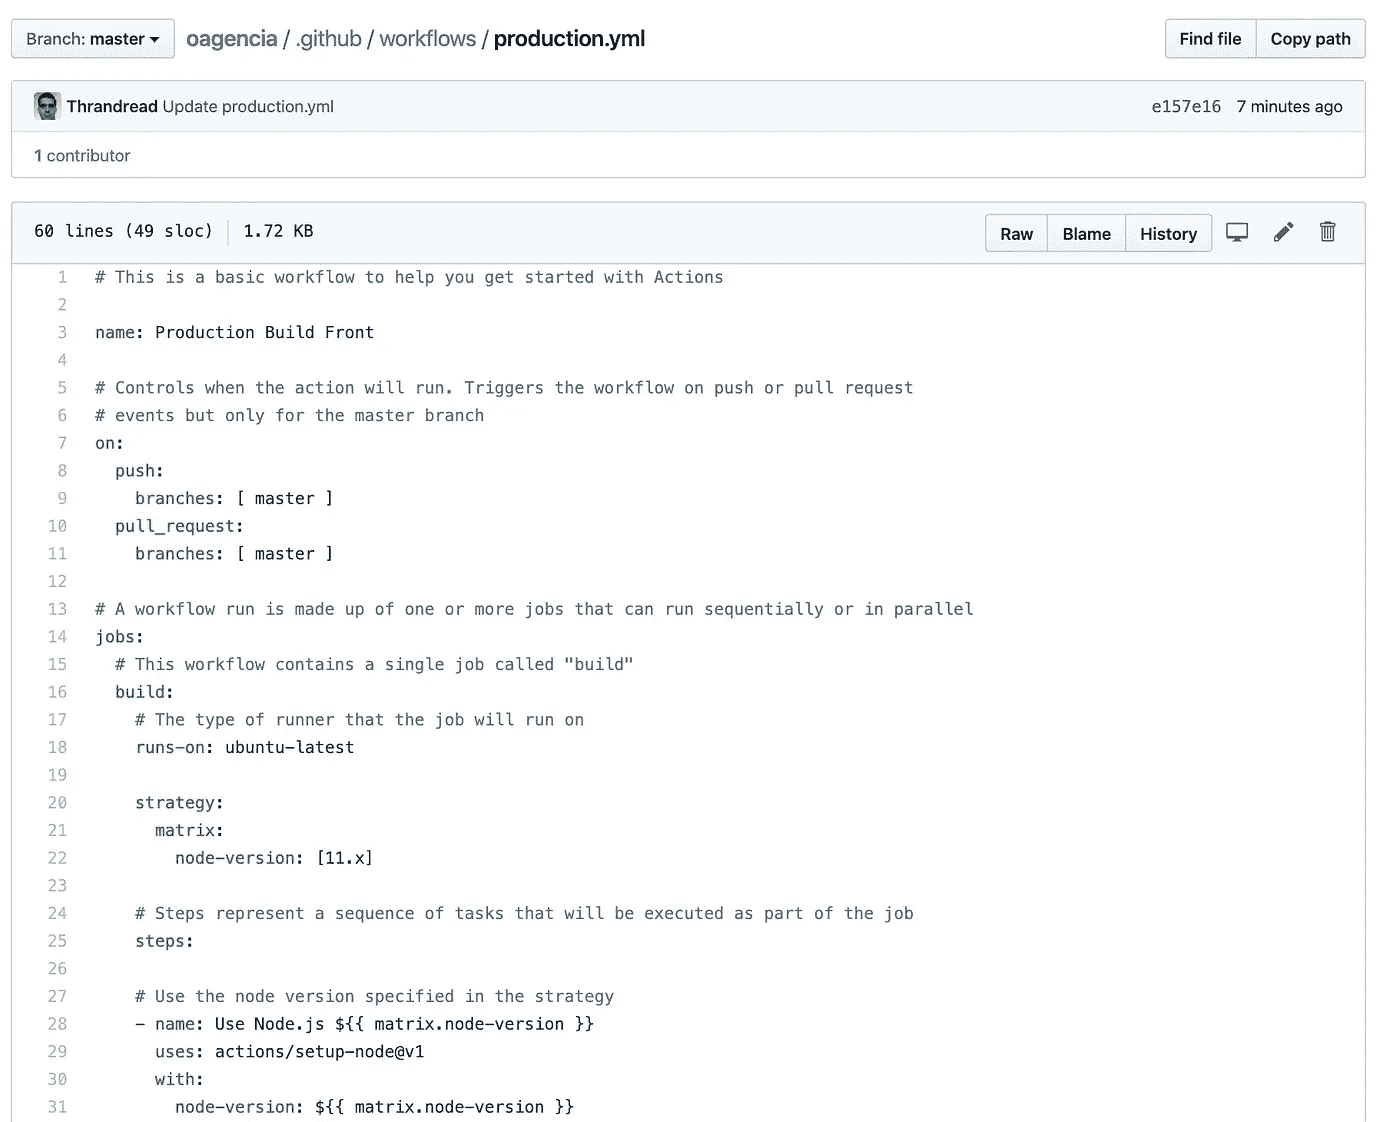 Branch: master oagencia / .github / workflows / production.yml Find file Copy path
Thrandread Update production.yml e157e16 7 minutes ago
1 contributor
60 lines (49 sloc) 1.72 KB Raw Blame History
1 # This is a basic workflow to help you get started with Actions
2
3 name: Production Build Front
4
5 # Controls when the action will run. Triggers the workflow on push or pull request
6 # events but only for the master branch
7 on:
8   push:
9     branches: [ master ]
10   pull_request:
11     branches: [ master ]
12
13 # A workflow run is made up of one or more jobs that can run sequentially or in parallel
14 jobs:
15   # This workflow contains a single job called "build"
16   build:
17     # The type of runner that the job will run on
18     runs-on: ubuntu-latest
19
20     strategy:
21       matrix:
22         node-version: [11.x]
23
24     # Steps represent a sequence of tasks that will be executed as part of the job
25     steps:
26
27     # Use the node version specified in the strategy
28     - name: Use Node.js ${{ matrix.node-version }}
29       uses: actions/setup-node@v1
30       with:
31         node-version: ${{ matrix.node-version }}